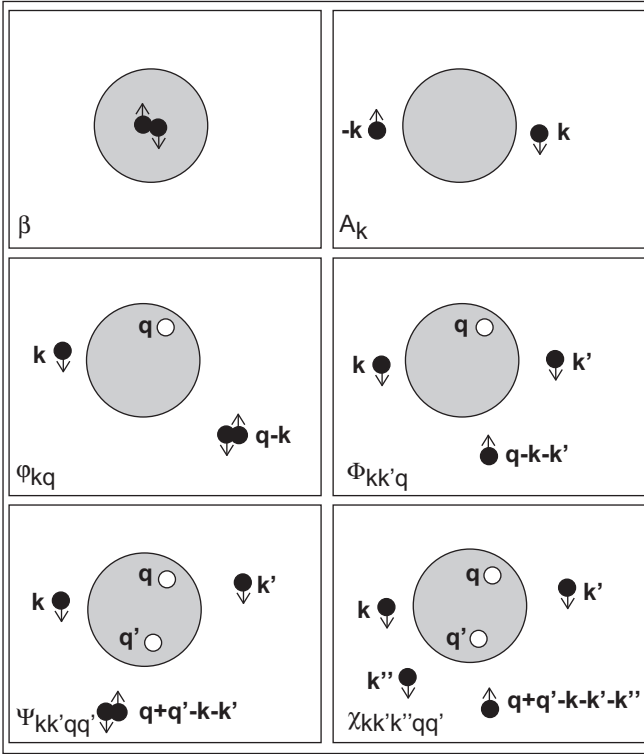 β
-k k
A_k
q
k
q-k
φ_kq
q
k k'
q-k-k'
Φ_kk'q
q
k k'
q'
Ψ_kk'qq' q+q'-k-k'
q
k k'
q'
k'' q+q'-k-k'-k''
χ_kk'k''qq'